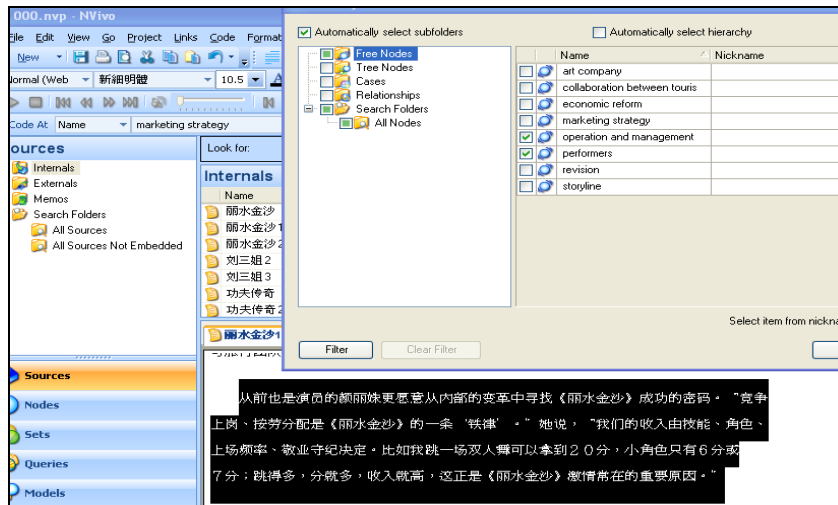 000.nvp - NVivo
File Edit View Go Project Links Code Format
New
Normal (Web 新細明體 10.5
Code At Name marketing strategy
ources
Internals
Externals
Memos
Search Folders
All Sources
All Sources Not Embedded
Sources
Nodes
Sets
Queries
Models
Look for:
Internals
Name
丽水金沙
丽水金沙1
丽水金沙2
刘三姐2
刘三姐3
功夫传奇
功夫传奇2
丽水金沙1
Automatically select subfolders
Automatically select hierarchy
Free Nodes
Tree Nodes
Cases
Relationships
Search Folders
All Nodes
Name Nickname
art company
collaboration between touris
economic reform
marketing strategy
operation and management
performers
revision
storyline
Select item from nickna
Filter
Clear Filter
从前也是演员的颜丽姝更愿意从内部的变革中寻找《丽水金沙》成功的密码。“竞争
上岗、按劳分配是《丽水金沙》的一条‘铁律’。”她说，“我们的收入由技能、角色、
上场频率、敬业守纪决定。比如我跳一场双人舞可以拿到２０分，小角色只有６分或
７分；跳得多，分就多，收入就高，这正是《丽水金沙》激情常在的重要原因。”